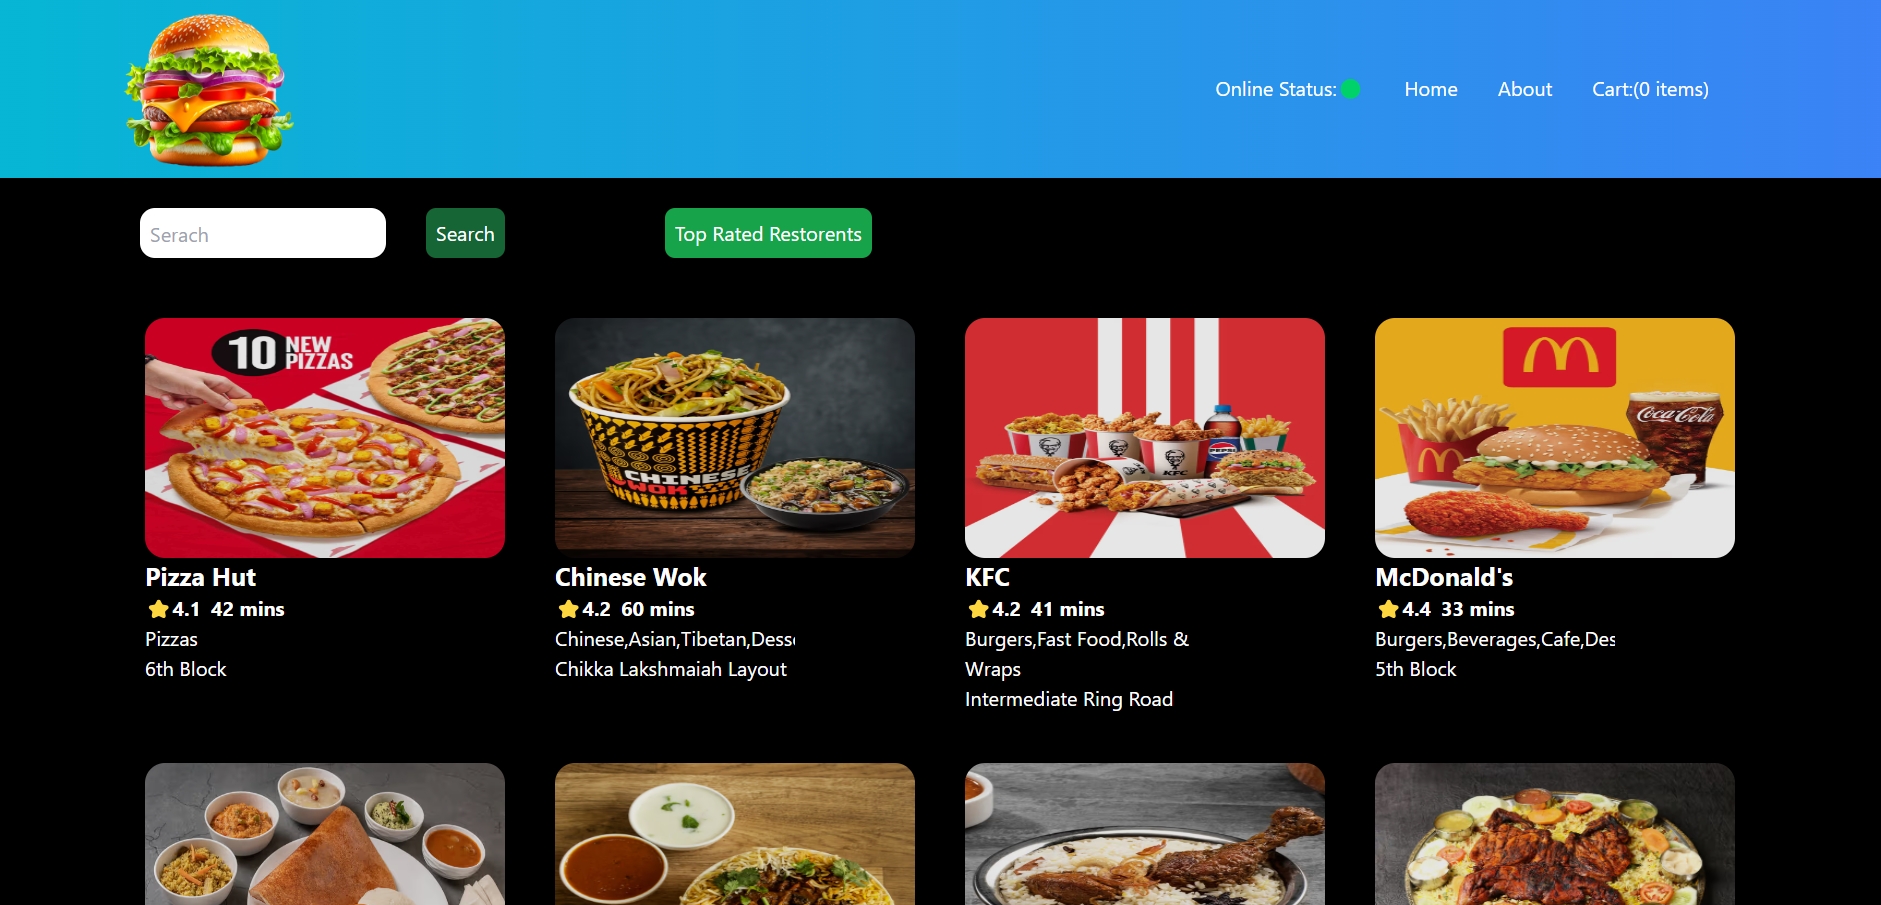 Online Status: Home About Cart:(0 items)
Serach Search Top Rated Restorents
10 NEW PIZZAS
CHINESE WOK
KFC
PEPSI
Coca-Cola
Pizza Hut
4.1 42 mins
Pizzas
6th Block
Chinese Wok
4.2 60 mins
Chinese,Asian,Tibetan,Dess
Chikka Lakshmaiah Layout
KFC
4.2 41 mins
Burgers,Fast Food,Rolls &
Wraps
Intermediate Ring Road
McDonald's
4.4 33 mins
Burgers,Beverages,Cafe,Des
5th Block